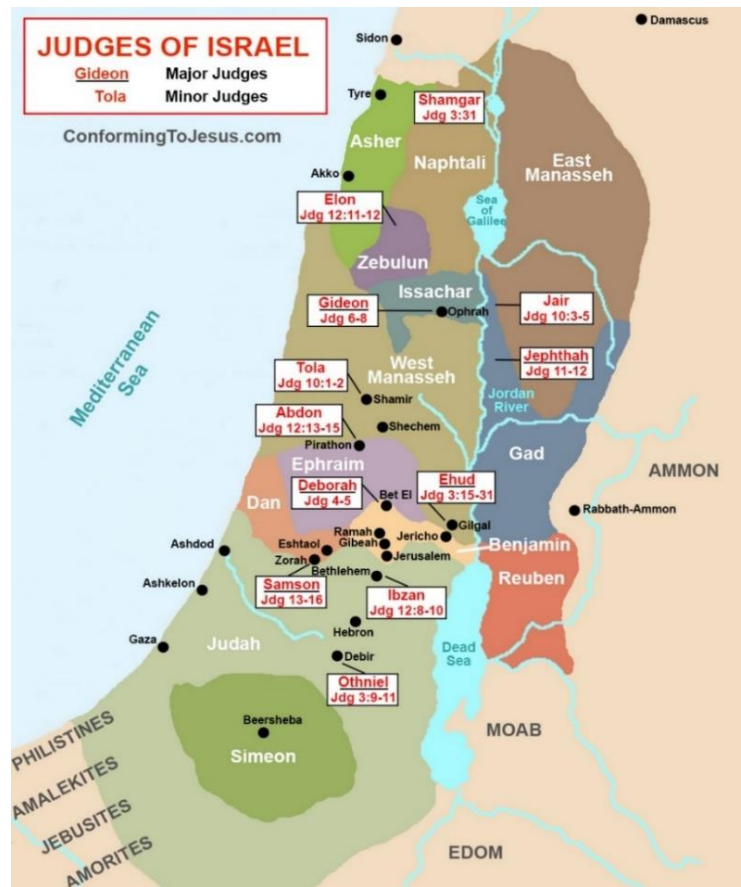 JUDGES OF ISRAEL
Gideon Major Judges
Tola Minor Judges
ConformingToJesus.com
Damascus
Sidon
Tyre
Shamgar
Jdg 3:31
Asher
Naphtali
East
Manasseh
Akko
Elon
Jdg 12:11-12
Sea
of
Galilee
Zebulun
Issachar
Gideon
Jdg 6-8
Ophrah
Jair
Jdg 10:3-5
Mediterranean
Sea
West
Manasseh
Jephthah
Jdg 11-12
Tola
Jdg 10:1-2
Shamir
Jordan
River
Abdon
Jdg 12:13-15
Shechem
Pirathon
Gad
AMMON
Ephraim
Deborah
Jdg 4-5
Bet El
Ehud
Jdg 3:15-31
Dan
Rabbath-Ammon
Gilgal
Ramah
Gibeah
Jericho
Benjamin
Ashdod
Eshtaol
Zorah
Jerusalem
Bethlehem
Reuben
Samson
Jdg 13-16
Ibzan
Jdg 12:8-10
Ashkelon
Hebron
Gaza
Judah
Debir
Dead
Sea
Othniel
Jdg 3:9-11
Beersheba
Simeon
MOAB
PHILISTINES
AMALEKITES
JEBUSITES
AMORITES
EDOM